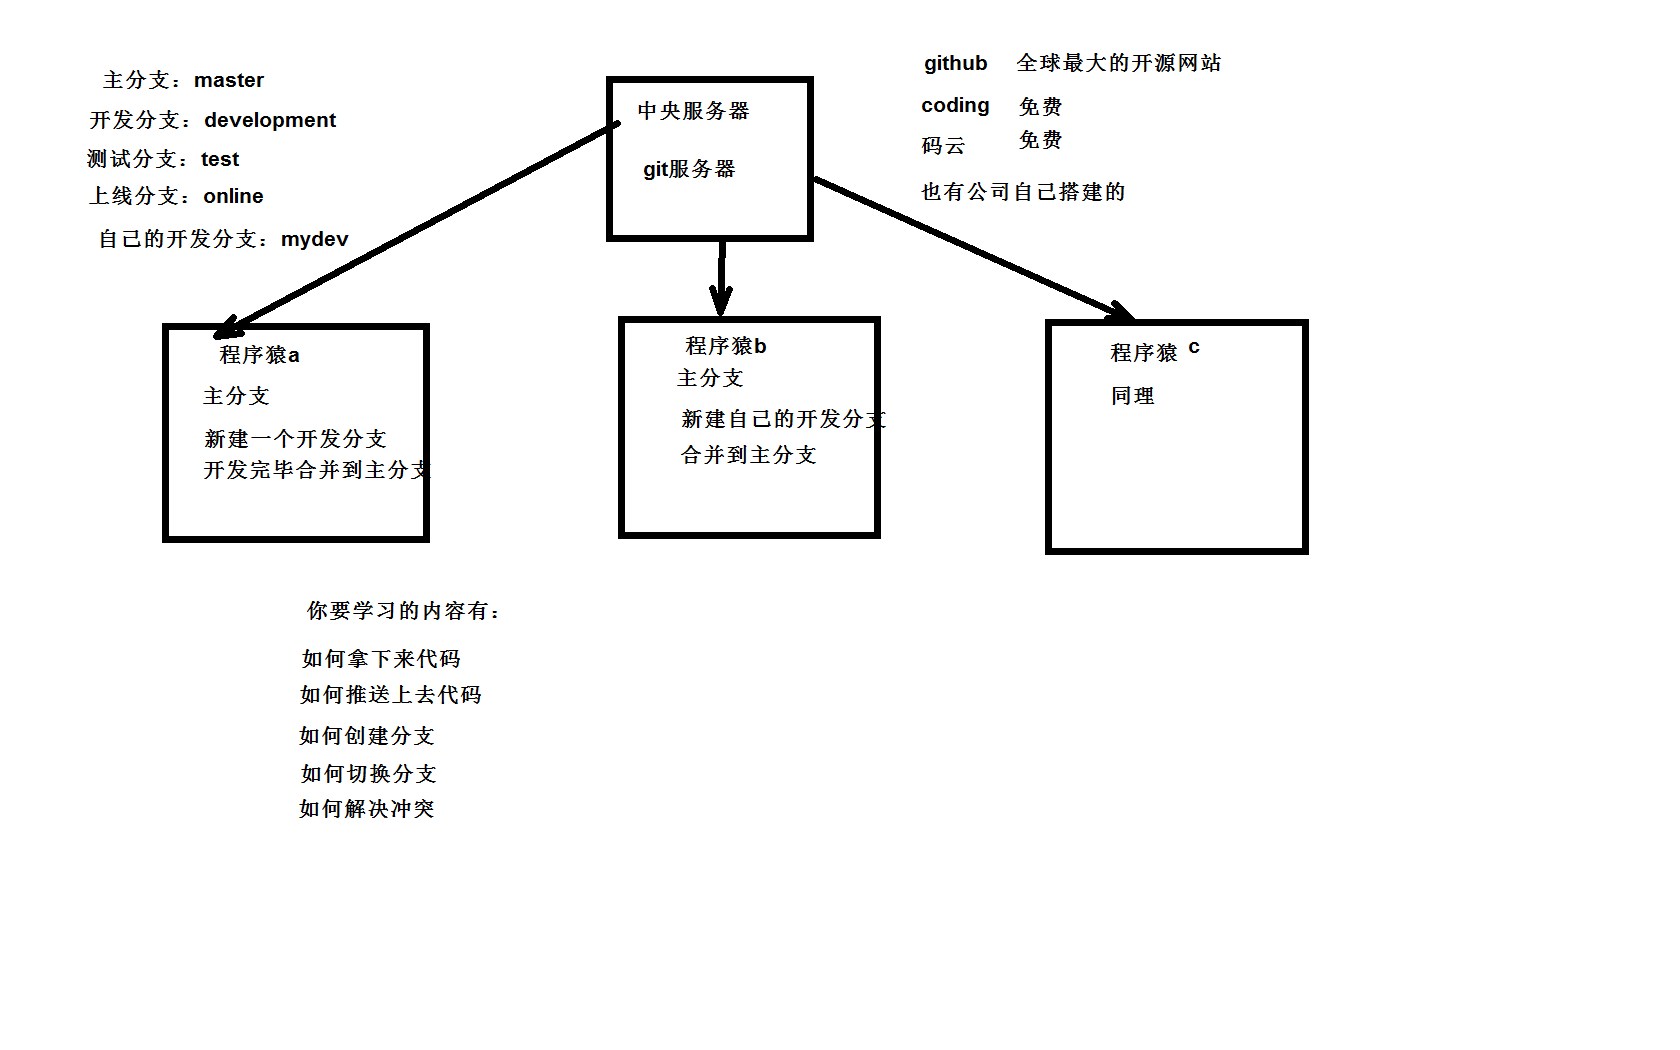 主分支：master
开发分支：development
测试分支：test
上线分支：online
自己的开发分支：mydev
中央服务器
git服务器
github 全球最大的开源网站
coding 免费
码云 免费
也有公司自己搭建的
程序猿a
主分支
新建一个开发分支
开发完毕合并到主分支
程序猿b
主分支
新建自己的开发分支
合并到主分支
程序猿 c
同理
你要学习的内容有：
如何拿下来代码
如何推送上去代码
如何创建分支
如何切换分支
如何解决冲突